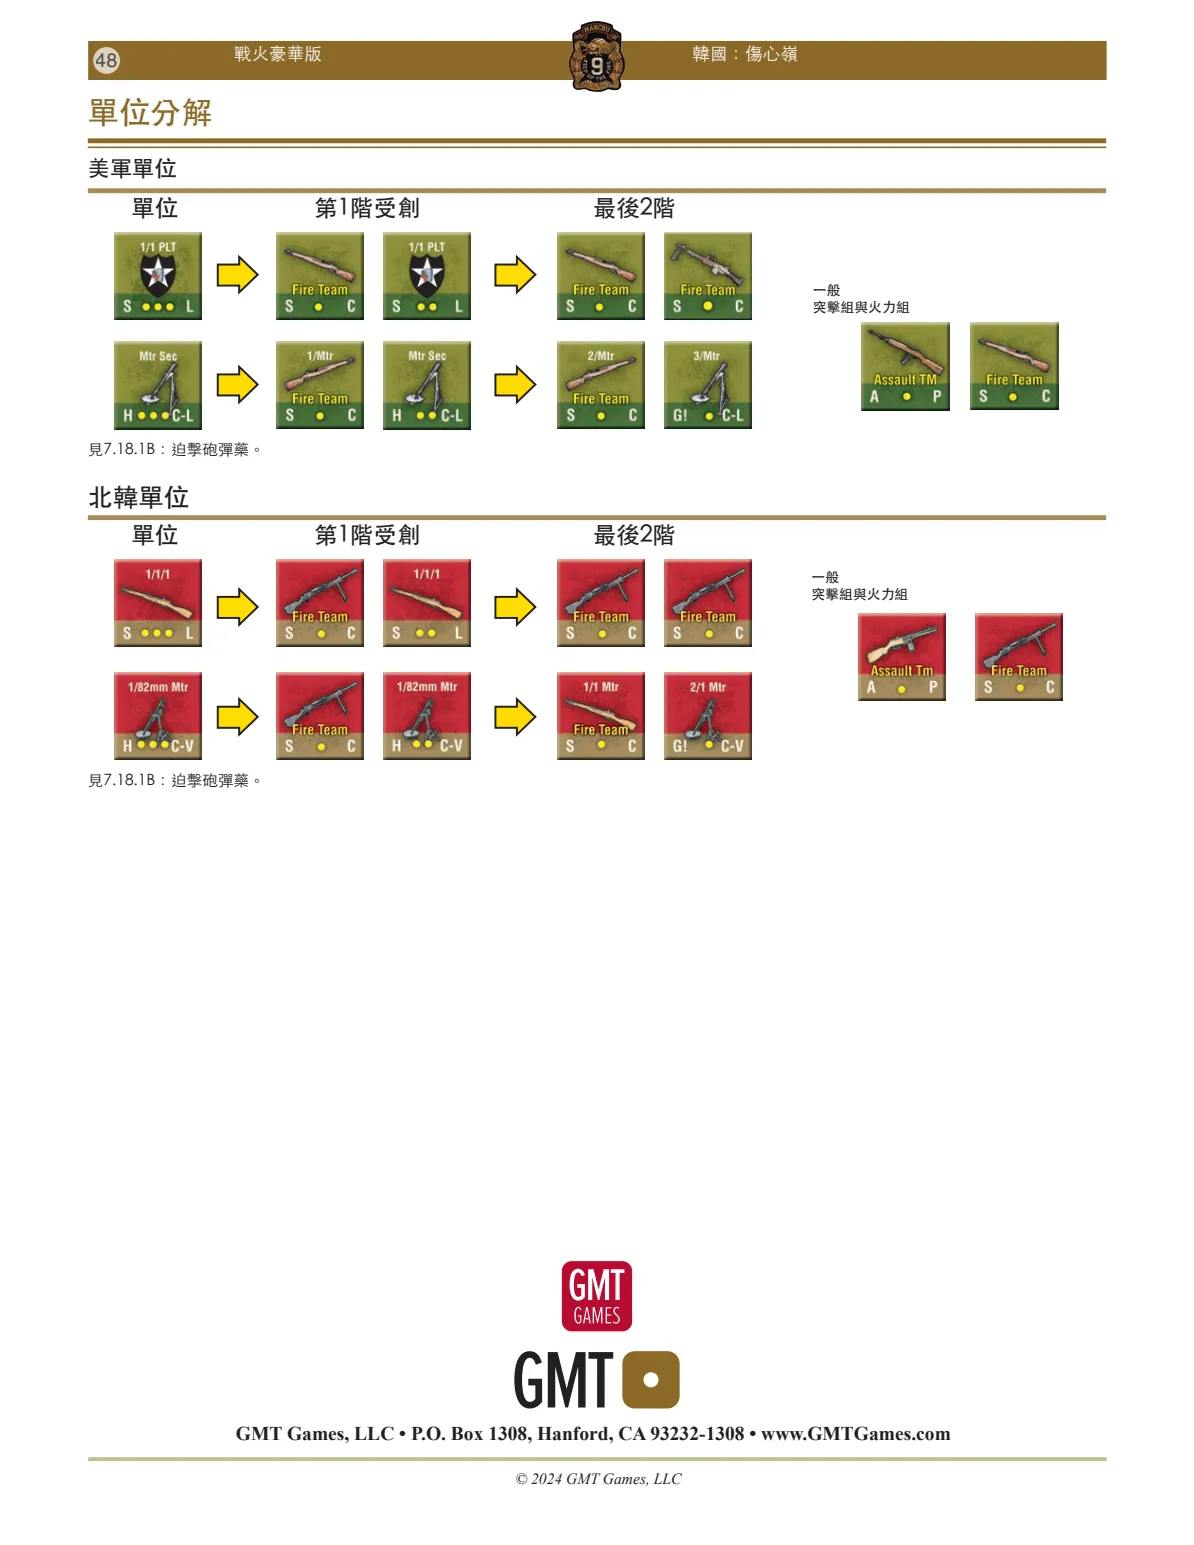 48
戰火豪華版
MANCHU
9
韓國：傷心嶺
單位分解
美軍單位
單位 第1階受創 最後2階
1/1 PLT
S L
Fire Team
S C
1/1 PLT
S L
Fire Team
S C
Fire Team
S C
一般
突擊組與火力組
Assault TM
A P
Fire Team
S C
Mtr Sec
H C-L
1/Mtr
Fire Team
S C
Mtr Sec
H C-L
2/Mtr
Fire Team
S C
3/Mtr
G! C-L
見7.18.1B：迫擊砲彈藥。
北韓單位
單位 第1階受創 最後2階
1/1/1
S L
Fire Team
S C
1/1/1
S L
Fire Team
S C
Fire Team
S C
一般
突擊組與火力組
Assault Tm
A P
Fire Team
S C
1/82mm Mtr
H C-V
Fire Team
S C
1/82mm Mtr
H C-V
1/1 Mtr
Fire Team
S C
2/1 Mtr
G! C-V
見7.18.1B：迫擊砲彈藥。
GMT
GAMES
GMT
GMT Games, LLC • P.O. Box 1308, Hanford, CA 93232-1308 • www.GMTGames.com
© 2024 GMT Games, LLC